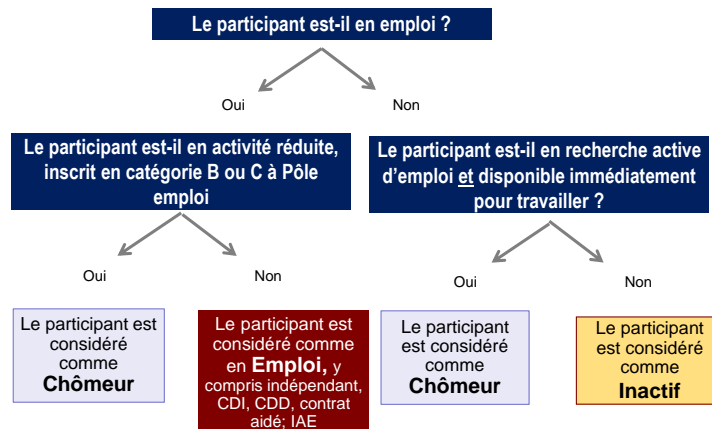 Le participant est-il en emploi ?
Oui
Non
Le participant est-il en activité réduite,
inscrit en catégorie B ou C à Pôle
emploi
Le participant est-il en recherche active
d'emploi et disponible immédiatement
pour travailler ?
Oui
Non
Oui
Non
Le participant est
considéré
comme
Chômeur
Le participant est
considéré comme
en Emploi, y
compris indépendant,
CDI, CDD, contrat
aidé; IAE
Le participant
est considéré
comme
Chômeur
Le participant
est considéré
comme
Inactif